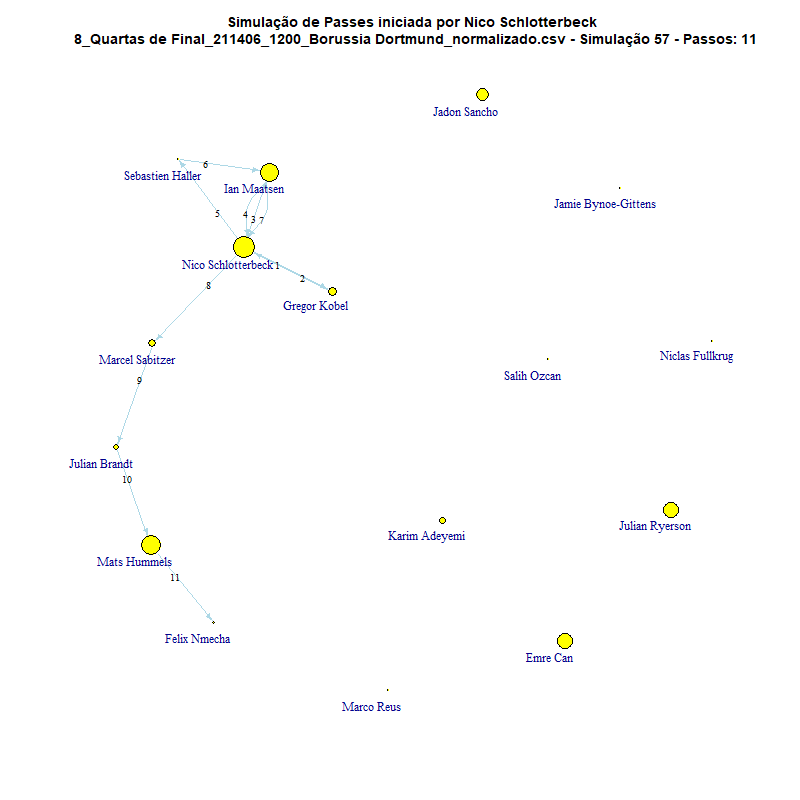 Simulação de Passes iniciada por Nico Schlotterbeck
8_Quartas de Final_211406_1200_Borussia Dortmund_normalizado.csv - Simulação 57 - Passos: 11
Jadon Sancho
6
Sebastien Haller
Ian Maatsen
Jamie Bynoe-Gittens
5
4
3
7
Nico Schlotterbeck
1
2
8
Gregor Kobel
Marcel Sabitzer
Niclas Fullkrug
Salih Ozcan
9
Julian Brandt
10
Julian Ryerson
Karim Adeyemi
Mats Hummels
11
Felix Nmecha
Emre Can
Marco Reus